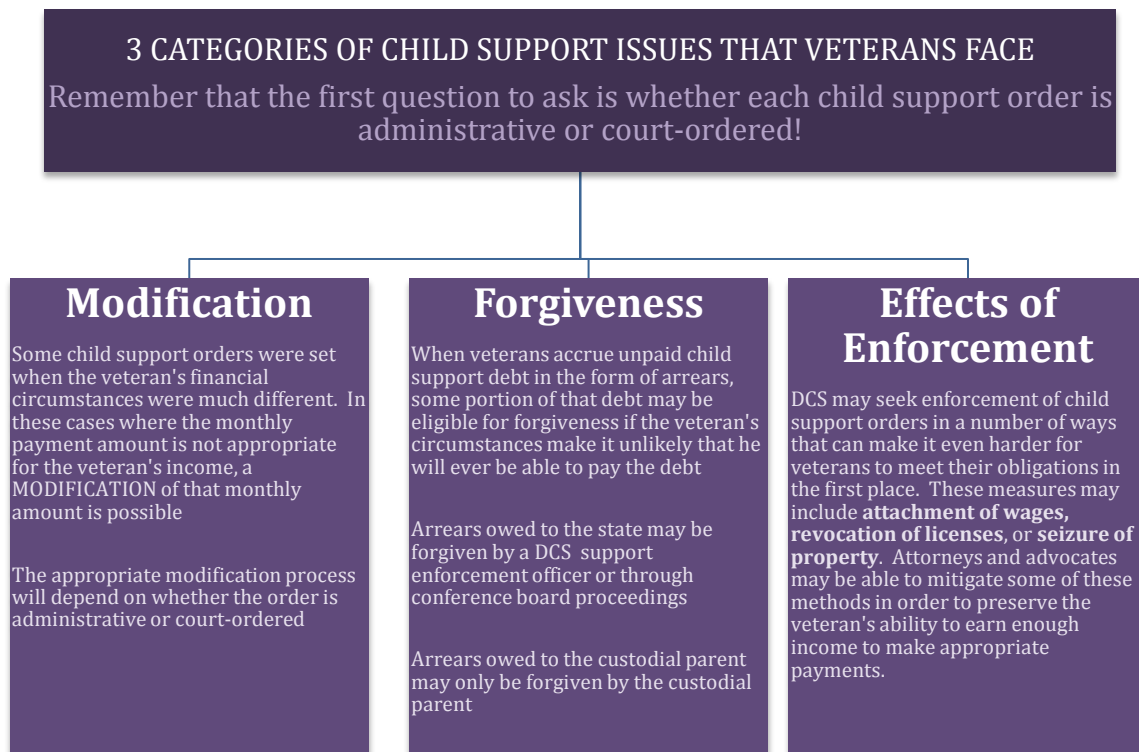 3 CATEGORIES OF CHILD SUPPORT ISSUES THAT VETERANS FACE
Remember that the first question to ask is whether each child support order is
administrative or court-ordered!
Modification
Some child support orders were set
when the veteran's financial
circumstances were much different.  In
these cases where the monthly
payment amount is not appropriate
for the veteran's income, a
MODIFICATION of that monthly
amount is possible
The appropriate modification process
will depend on whether the order is
administrative or court-ordered
Forgiveness
When veterans accrue unpaid child
support debt in the form of arrears,
some portion of that debt may be
eligible for forgiveness if the veteran's
circumstances make it unlikely that he
will ever be able to pay the debt
Arrears owed to the state may be
forgiven by a DCS  support
enforcement officer or through
conference board proceedings
Arrears owed to the custodial parent
may only be forgiven by the custodial
parent
Effects of
Enforcement
DCS may seek enforcement of child
support orders in a number of ways
that can make it even harder for
veterans to meet their obligations in
the first place.  These measures may
include attachment of wages,
revocation of licenses, or seizure of
property.  Attorneys and advocates
may be able to mitigate some of these
methods in order to preserve the
veteran's ability to earn enough
income to make appropriate
payments.